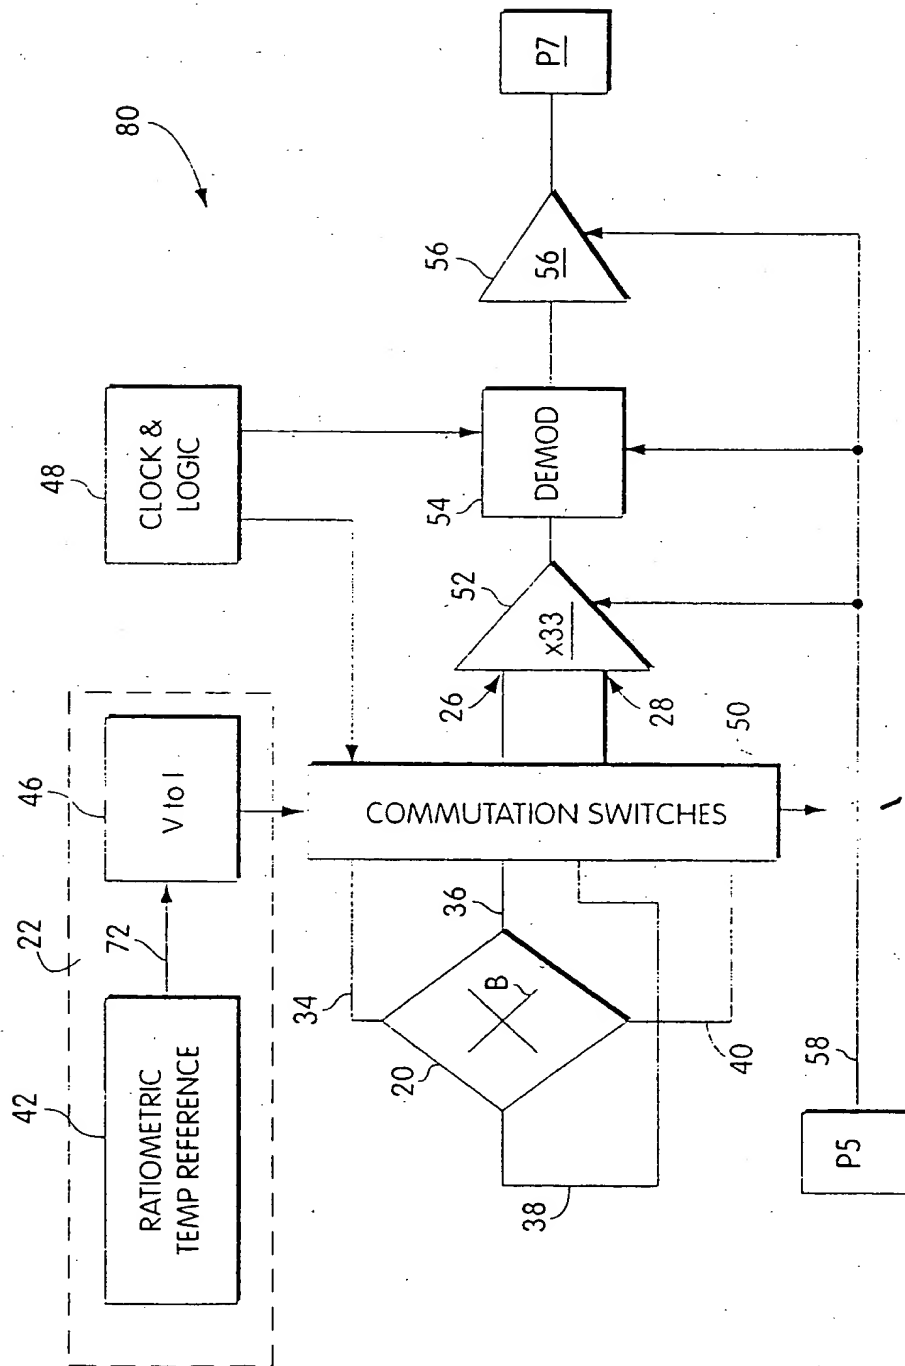 80
22
42
RATIOMETRIC
TEMP REFERENCE
72
46
V to I
48
CLOCK &
LOGIC
34
36
20
B
38
40
COMMUTATION SWITCHES
50
26
28
52
x33
54
DEMOD
56
56
P7
58
P5